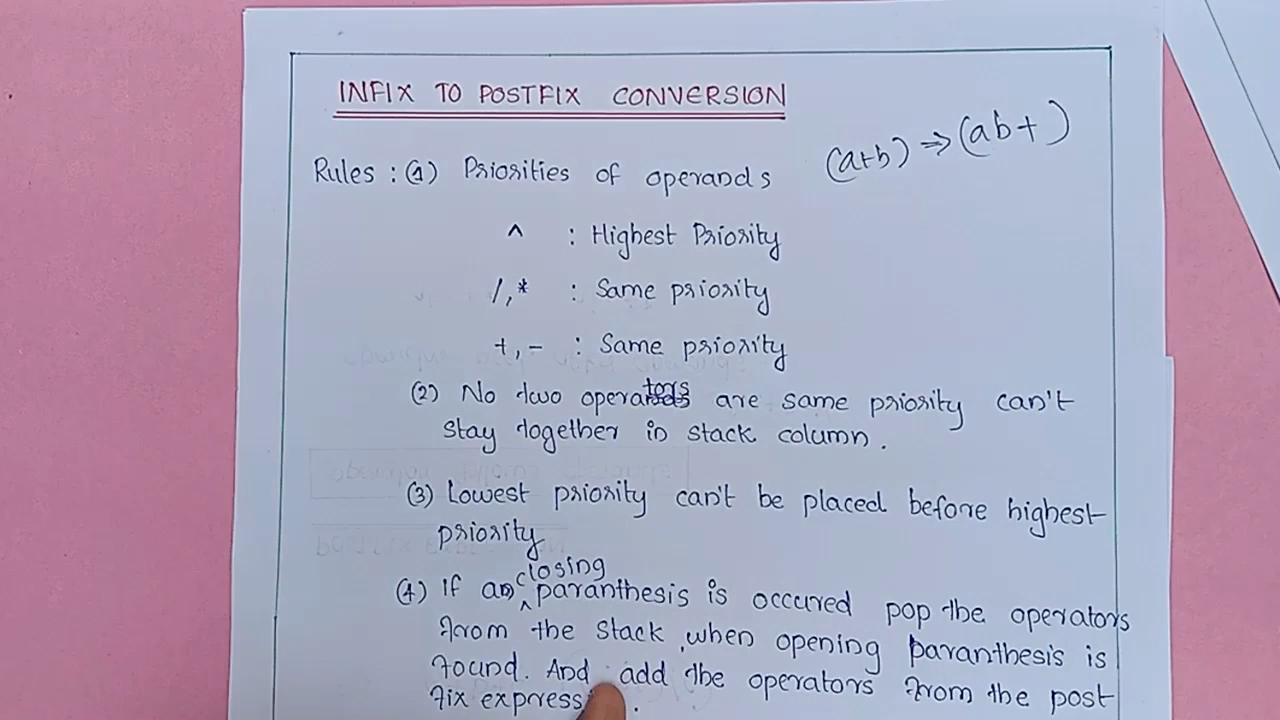 INFIX TO POSTFIX CONVERSION
(a+b) ⇒ (ab+)
Rules : (1) Priorities of operands
^ : Highest Priority
/,* : Same priority
+,- : Same priority
(2) No two operators are same priority can't
stay together in stack column.
(3) Lowest priority can't be placed before highest
priority
(4) If an closing paranthesis is occured pop the operators
from the stack, when opening paranthesis is
found. And add the operators from the post
fix express